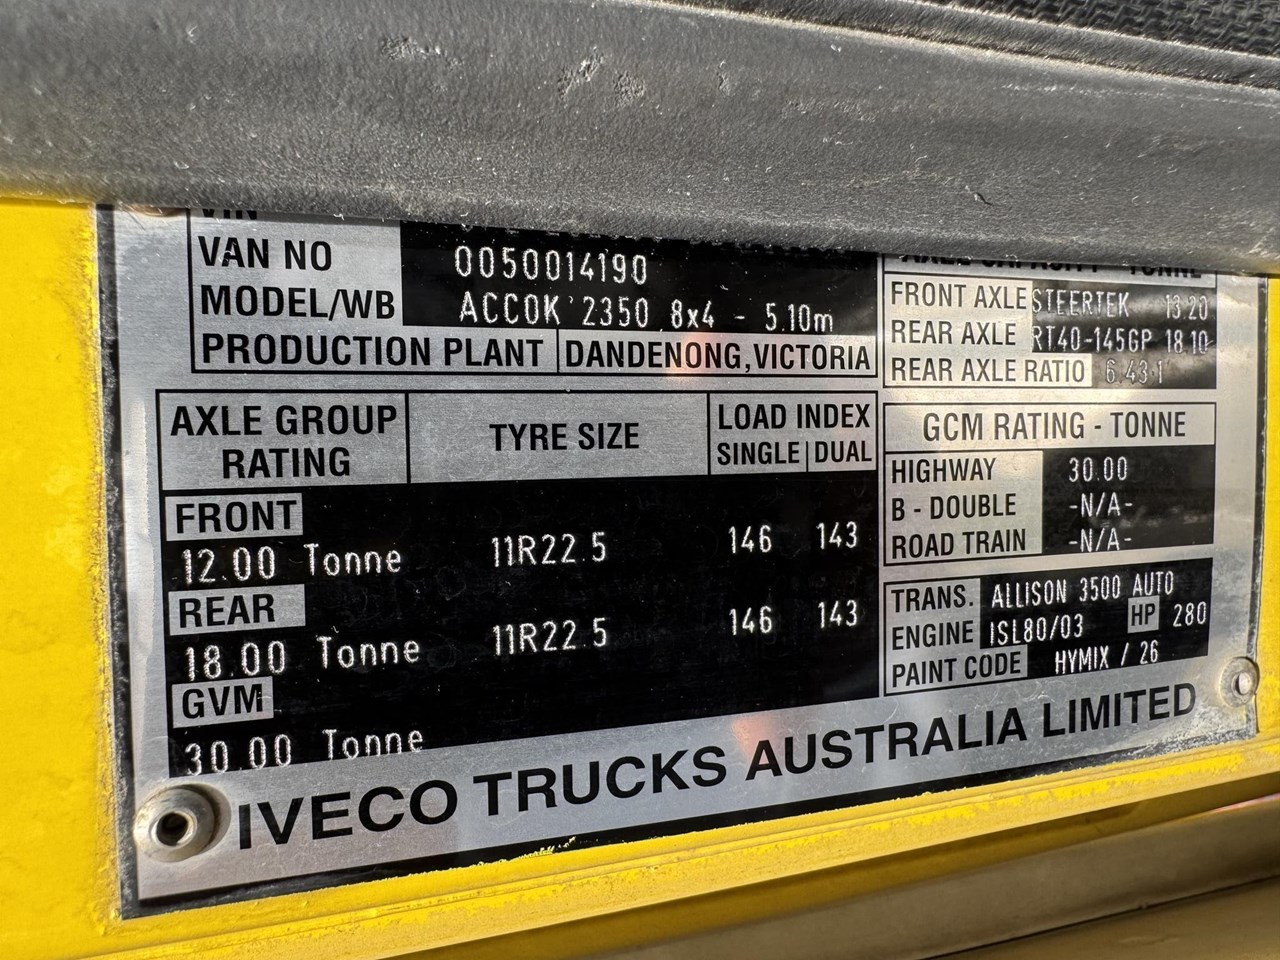 VIN
VAN NO 0050014190
MODEL/WB ACCOK 2350 8x4 - 5.10m
PRODUCTION PLANT DANDENONG, VICTORIA
AXLE CAPACITY - TONNE
FRONT AXLE STEERTEK 13.20
REAR AXLE RT40-145GP 18.10
REAR AXLE RATIO 6.43:1
AXLE GROUP RATING TYRE SIZE LOAD INDEX
SINGLE DUAL
FRONT
12.00 Tonne 11R22.5 146 143
REAR
18.00 Tonne 11R22.5 146 143
GVM
30.00 Tonne
GCM RATING - TONNE
HIGHWAY 30.00
B - DOUBLE -N/A-
ROAD TRAIN -N/A-
TRANS. ALLISON 3500 AUTO
ENGINE ISL80/03 HP 280
PAINT CODE HYMIX / 26
IVECO TRUCKS AUSTRALIA LIMITED